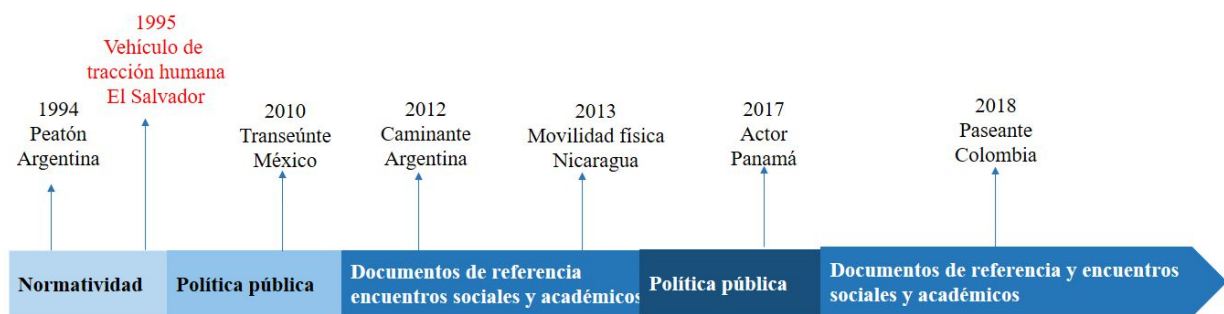 1995
Vehículo de
tracción humana
El Salvador
1994
Peatón
Argentina
2010
Transeúnte
México
2012
Caminante
Argentina
2013
Movilidad física
Nicaragua
2017
Actor
Panamá
2018
Paseante
Colombia
Normatividad
Política pública
Documentos de referencia
encuentros sociales y académicos
Política pública
Documentos de referencia y encuentros
sociales y académicos